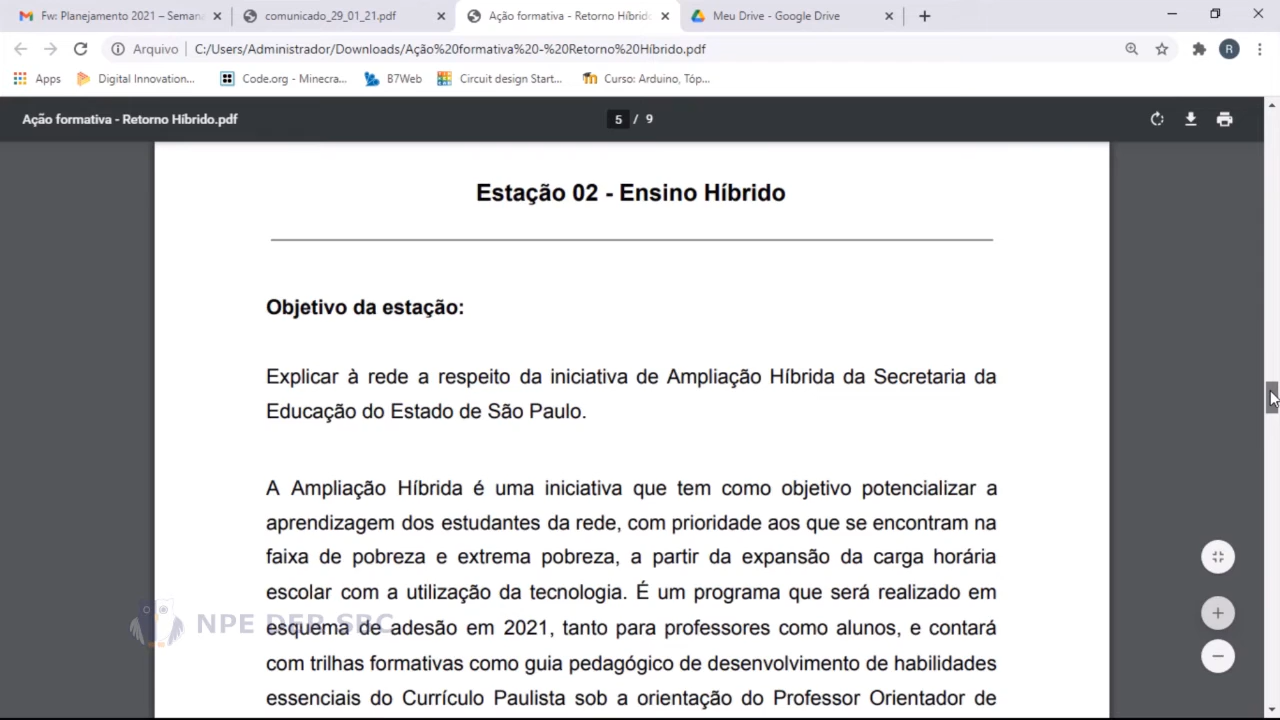 Fw: Planejamento 2021 – Seman
comunicado_29_01_21.pdf
Ação formativa - Retorno Híbrido
Meu Drive - Google Drive
Arquivo
C:/Users/Administrador/Downloads/Ação%20formativa%20-%20Retorno%20Híbrido.pdf
R
Apps
Digital Innovation...
Code.org - Minecra...
B7Web
Circuit design Start...
Curso: Arduino, Tóp...
Ação formativa - Retorno Híbrido.pdf
5 / 9
Estação 02 - Ensino Híbrido
Objetivo da estação:
Explicar à rede a respeito da iniciativa de Ampliação Híbrida da Secretaria da
Educação do Estado de São Paulo.
A Ampliação Híbrida é uma iniciativa que tem como objetivo potencializar a
aprendizagem dos estudantes da rede, com prioridade aos que se encontram na
faixa de pobreza e extrema pobreza, a partir da expansão da carga horária
escolar com a utilização da tecnologia. É um programa que será realizado em
NPE DER SBC
esquema de adesão em 2021, tanto para professores como alunos, e contará
com trilhas formativas como guia pedagógico de desenvolvimento de habilidades
essenciais do Currículo Paulista sob a orientação do Professor Orientador de